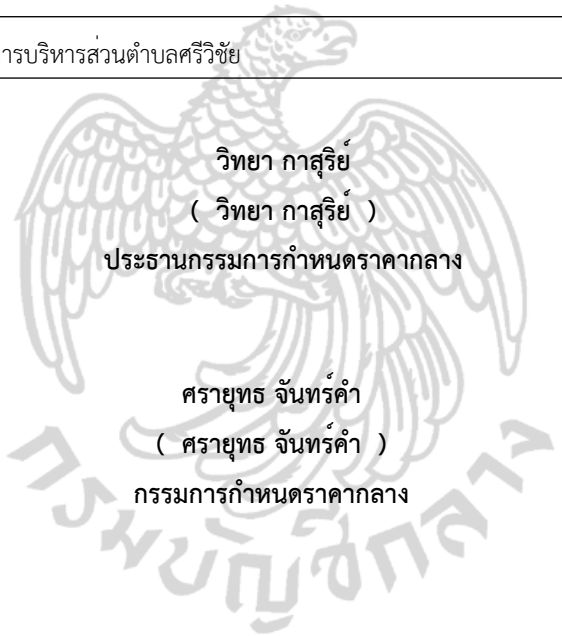 ารบริหารส่วนตำบลศรีวิชัย
วิทยา กาสุริย์
( วิทยา กาสุริย์ )
ประธานกรรมการกำหนดราคากลาง
ศรายุทธ จันทร์คำ
( ศรายุทธ จันทร์คำ )
กรรมการกำหนดราคากลาง
กรมบัญชีกลาง